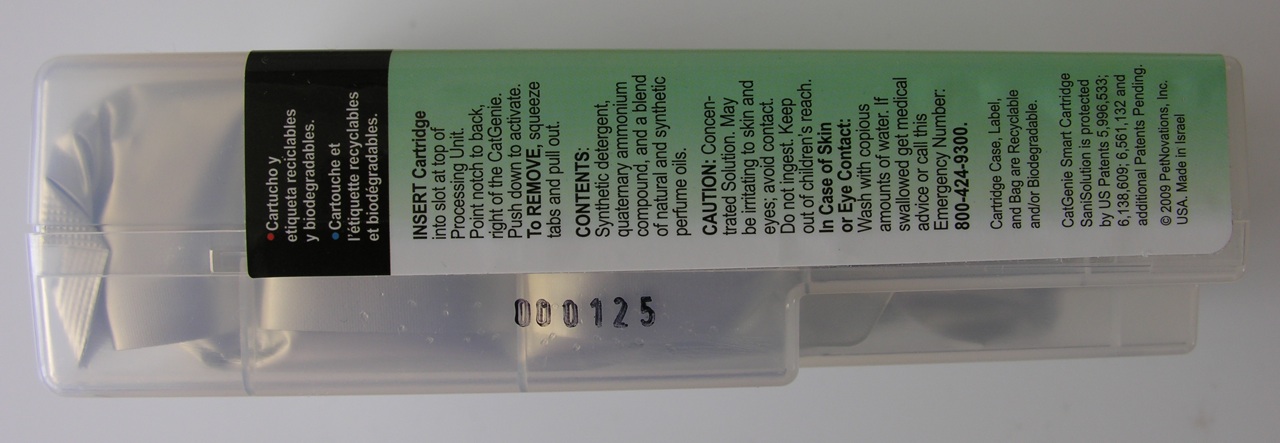 •Cartucho y
etiqueta reciclables
y biodegradables.
•Cartouche et
l'étiquette recyclables
et biodégradables.
INSERT Cartridge
into slot at top of
Processing Unit.
Point notch to back,
right of the CatGenie.
Push down to activate.
To REMOVE, squeeze
tabs and pull out.
CONTENTS:
Synthetic detergent,
quaternary ammonium
compound, and a blend
of natural and synthetic
perfume oils.
CAUTION: Concen-
trated Solution. May
be irritating to skin and
eyes; avoid contact.
Do not ingest. Keep
out of children's reach.
In Case of Skin
or Eye Contact:
Wash with copious
amounts of water. If
swallowed get medical
advice or call this
Emergency Number:
800-424-9300.
Cartridge Case, Label,
and Bag are Recyclable
and/or Biodegradable.
CatGenie Smart Cartridge
SaniSolution is protected
by US Patents 5,996,533;
6,138,609; 6,561,132 and
additional Patents Pending.
© 2009 PetNovations, Inc.
USA. Made in Israel
000125